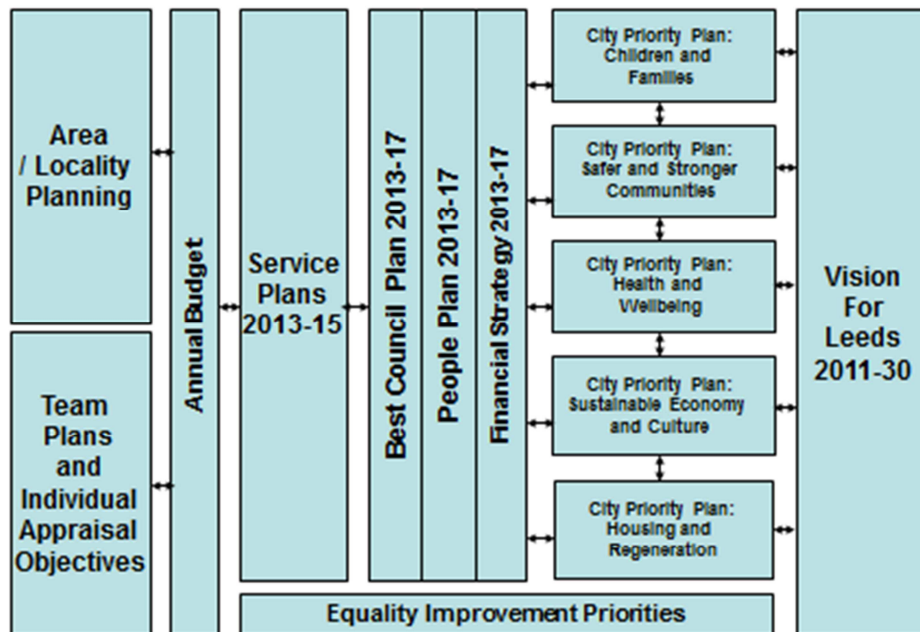 Area
/ Locality
Planning
Team
Plans
and
Individual
Appraisal
Objectives
Annual Budget
Service
Plans
2013-15
Best Council Plan 2013-17
People Plan 2013-17
Financial Strategy 2013-17
City Priority Plan:
Children and
Families
City Priority Plan:
Safer and Stronger
Communities
City Priority Plan:
Health and
Wellbeing
City Priority Plan:
Sustainable Economy
and Culture
City Priority Plan:
Housing and
Regeneration
Vision
For
Leeds
2011-30
Equality Improvement Priorities